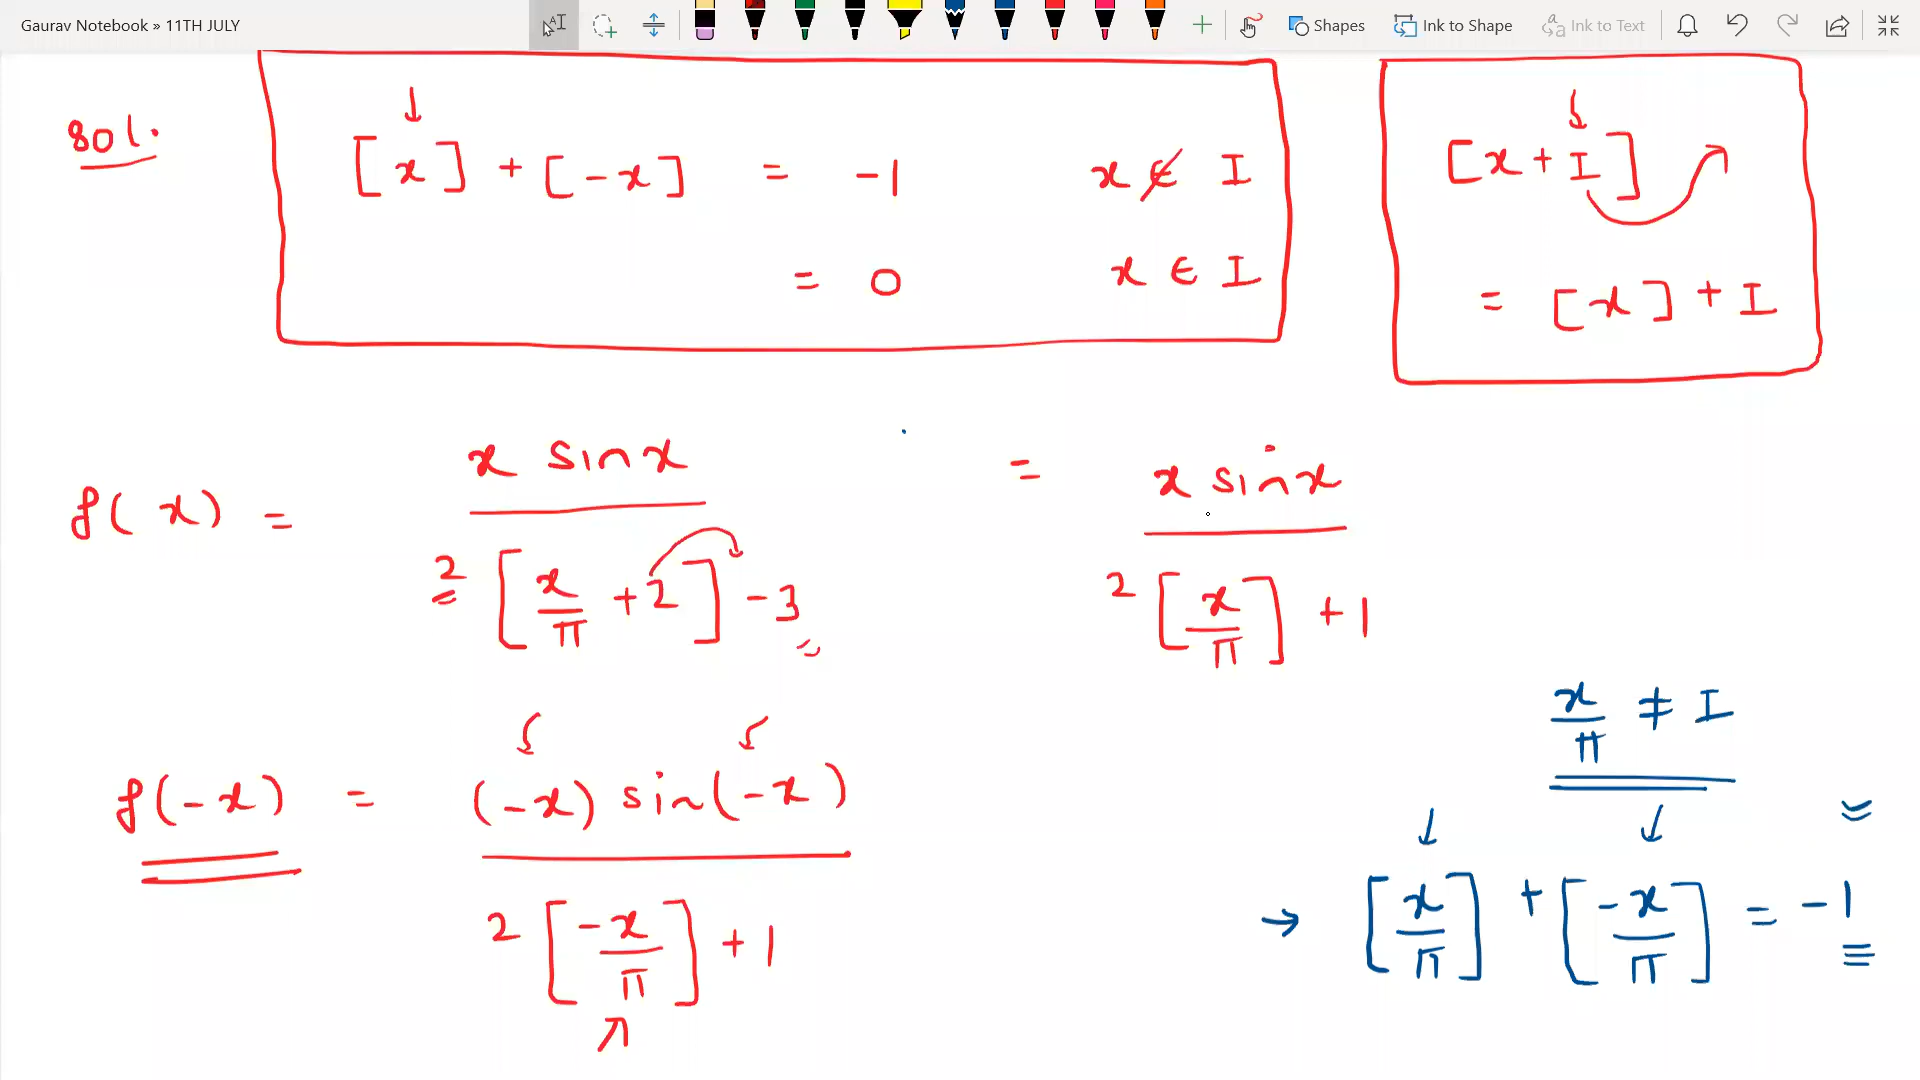 Gaurav Notebook » 11TH JULY
Shapes
Ink to Shape
Ink to Text
Sol.
[x] + [-x] = -1 x ∉ I
= 0 x ∈ I
[x + I]
= [x] + I
f(x) = x sin x / 2[x/π + 2] - 3 = x sin x / 2[x/π] + 1
x/π ≠ I
f(-x) = (-x) sin(-x) / 2[-x/π] + 1
→ [x/π] + [-x/π] = -1